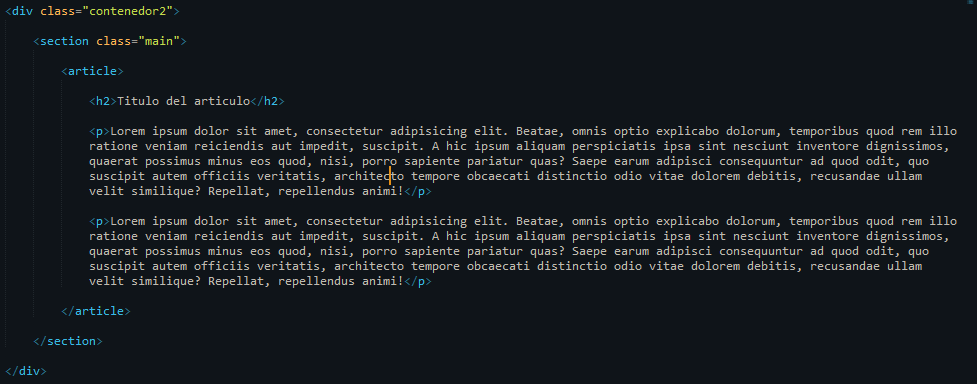 <div class="contenedor2">
<section class="main">
<article>
<h2>Titulo del articulo</h2>
<p>Lorem ipsum dolor sit amet, consectetur adipisicing elit. Beatae, omnis optio explicabo dolorum, temporibus quod rem illo
ratione veniam reiciendis aut impedit, suscipit. A hic ipsum aliquam perspiciatis ipsa sint nesciunt inventore dignissimos,
quaerat possimus minus eos quod, nisi, porro sapiente pariatur quas? Saepe earum adipisci consequuntur ad quod odit, quo
suscipit autem officiis veritatis, architecto tempore obcaecati distinctio odio vitae dolorem debitis, recusandae ullam
velit similique? Repellat, repellendus animi!</p>
<p>Lorem ipsum dolor sit amet, consectetur adipisicing elit. Beatae, omnis optio explicabo dolorum, temporibus quod rem illo
ratione veniam reiciendis aut impedit, suscipit. A hic ipsum aliquam perspiciatis ipsa sint nesciunt inventore dignissimos,
quaerat possimus minus eos quod, nisi, porro sapiente pariatur quas? Saepe earum adipisci consequuntur ad quod odit, quo
suscipit autem officiis veritatis, architecto tempore obcaecati distinctio odio vitae dolorem debitis, recusandae ullam
velit similique? Repellat, repellendus animi!</p>
</article>
</section>
</div>